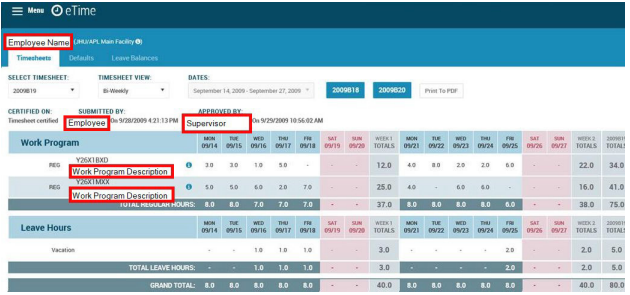 Menu eTime
Employee Name (JHU/APL Main Facility)
Timesheets Defaults Leave Balances
SELECT TIMESHEET: TIMESHEET VIEW: DATES:
2009B19 Bi-Weekly September 14, 2009 - September 27, 2009 2009B18 2009B20 Print To PDF
CERTIFIED ON: SUBMITTED BY: APPROVED BY:
Timesheet certified Employee On 9/28/2009 4:21:13 PM Supervisor On 9/29/2009 10:56:02 AM
Work Program MON TUE WED THU FRI SAT SUN WEEK 1 MON TUE WED THU FRI SAT SUN WEEK 2 2009B19
09/14 09/15 09/16 09/17 09/18 09/19 09/20 TOTALS 09/21 09/22 09/23 09/24 09/25 09/26 09/27 TOTALS TOTALS
REG Y26X1BXD 3.0 3.0 1.0 5.0 - - - 12.0 4.0 8.0 2.0 2.0 6.0 - - 22.0 34.0
Work Program Description
REG Y26X1MXX 5.0 5.0 6.0 2.0 7.0 - - 25.0 4.0 - 6.0 6.0 - - - 16.0 41.0
Work Program Description
TOTAL REGULAR HOURS: 8.0 8.0 7.0 7.0 7.0 - - 37.0 8.0 8.0 8.0 8.0 6.0 - - 38.0 75.0
Leave Hours MON TUE WED THU FRI SAT SUN WEEK 1 MON TUE WED THU FRI SAT SUN WEEK 2 2009B19
09/14 09/15 09/16 09/17 09/18 09/19 09/20 TOTALS 09/21 09/22 09/23 09/24 09/25 09/26 09/27 TOTALS TOTALS
Vacation - - 1.0 1.0 1.0 - - 3.0 - - - - 2.0 - - 2.0 5.0
TOTAL LEAVE HOURS: - - 1.0 1.0 1.0 - - 3.0 - - - - 2.0 - - 2.0 5.0
GRAND TOTAL: 8.0 8.0 8.0 8.0 8.0 - - 40.0 8.0 8.0 8.0 8.0 8.0 - - 40.0 80.0